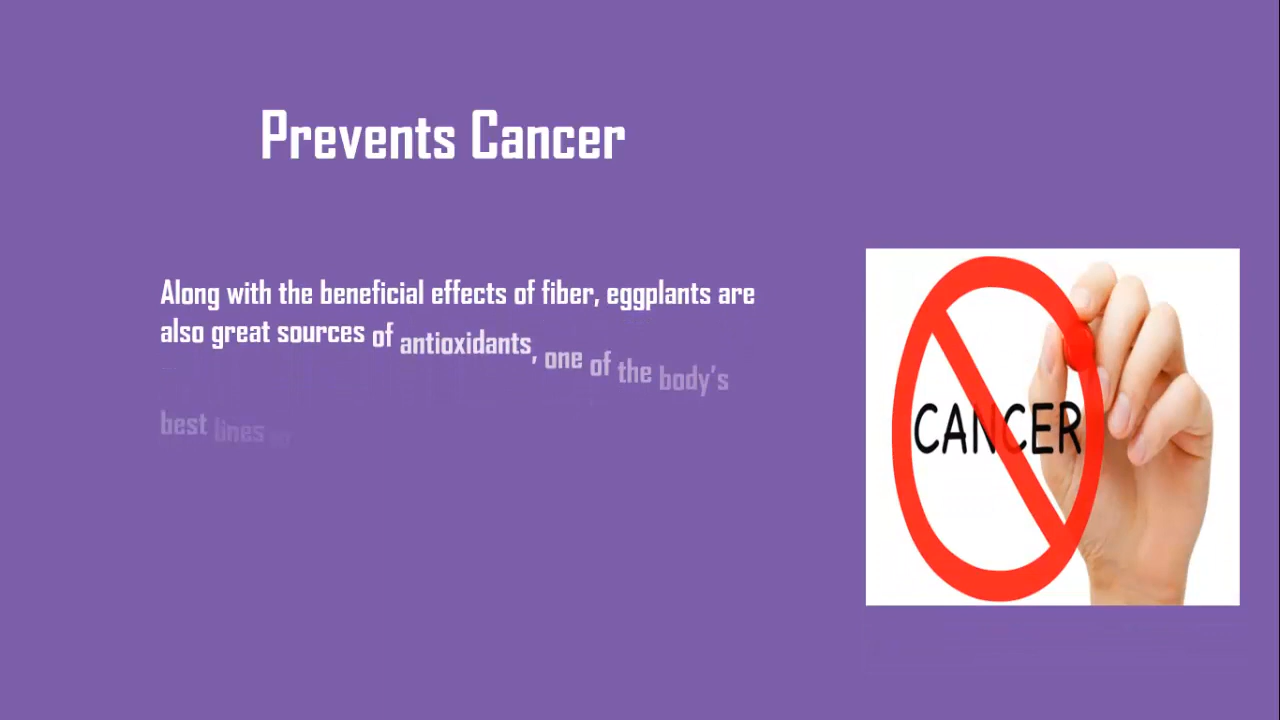 Prevents Cancer
Along with the beneficial effects of fiber, eggplants are
also great sources of antioxidants, one of the body's
best lines
CANCER